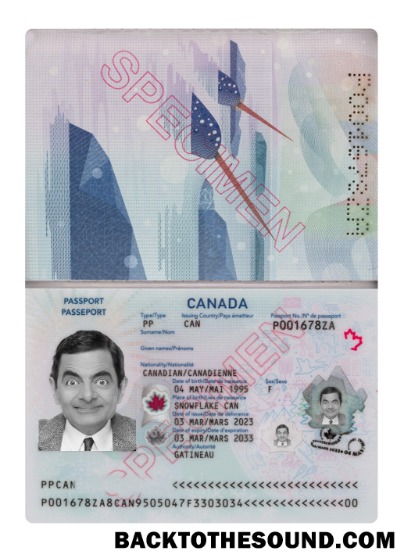 SPECIMEN
P001678ZA
PASSPORT
PASSEPORT
CANADA
Type/Type
Issuing Country/Pays émetteur
Passport No./N° de passeport
PP
CAN
P001678ZA
Surname/Nom
Given names/Prénoms
Nationality/Nationalité
CANADIAN/CANADIENNE
Date of birth/Date de naissance
Sex/Sexe
04 MAY/MAI 1995
F
Place of birth/Lieu de naissance
SNOWFLAKE CAN
Date of issue/Date de délivrance
03 MAR/MARS 2023
Date of expiry/Date d'expiration
03 MAR/MARS 2033
Authority/Autorité
GATINEAU
SPECIMEN
PPCAN <<<<<<<<<<<<<<<<<<<<<<<<<<<
P001678ZA8CAN9505047F3303034<<<<<<<<<<<<<<00
BACKTOTHESOUND.COM